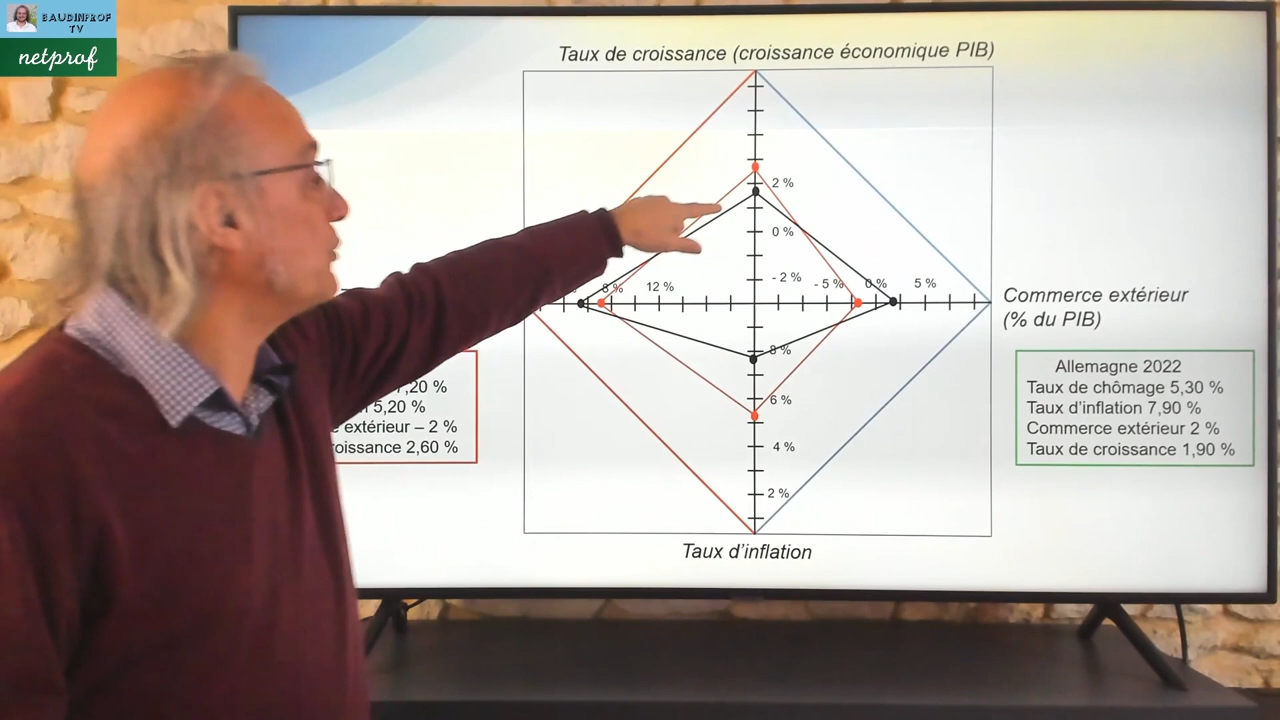 BAUDINPROF
TV
netprof
Taux de croissance (croissance économique PIB)
2 %
0 %
- 2 %
8 %
12 %
- 5 %
0 %
5 %
Commerce extérieur
(% du PIB)
8 %
6 %
4 %
2 %
Taux d’inflation
,20 %
5,20 %
extérieur – 2 %
roissance 2,60 %
Allemagne 2022
Taux de chômage 5,30 %
Taux d’inflation 7,90 %
Commerce extérieur 2 %
Taux de croissance 1,90 %